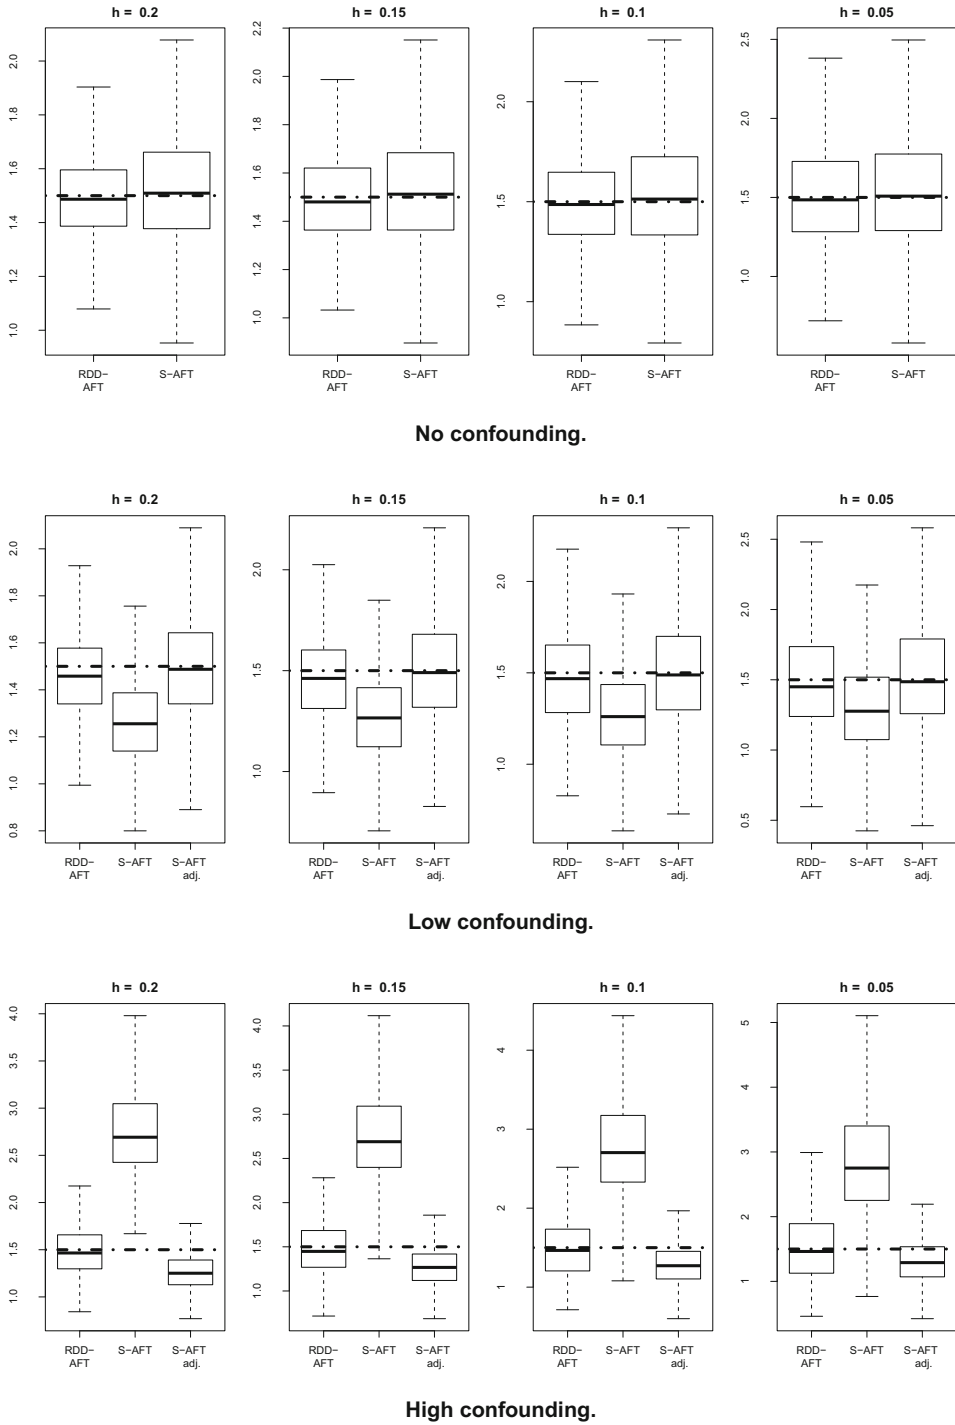 h = 0.2
h = 0.15
h = 0.1
h = 0.05
1.0 1.2 1.4 1.6 1.8 2.0
1.0 1.2 1.4 1.6 1.8 2.0 2.2
1.0 1.5 2.0
1.0 1.5 2.0 2.5
RDD-
AFT
S-AFT
RDD-
AFT
S-AFT
RDD-
AFT
S-AFT
RDD-
AFT
S-AFT
No confounding.
h = 0.2
h = 0.15
h = 0.1
h = 0.05
0.8 1.0 1.2 1.4 1.6 1.8 2.0
1.0 1.5 2.0
1.0 1.5 2.0
0.5 1.0 1.5 2.0 2.5
RDD-
AFT
S-AFT
S-AFT
adj.
RDD-
AFT
S-AFT
S-AFT
adj.
RDD-
AFT
S-AFT
S-AFT
adj.
RDD-
AFT
S-AFT
S-AFT
adj.
Low confounding.
h = 0.2
h = 0.15
h = 0.1
h = 0.05
1.0 1.5 2.0 2.5 3.0 3.5 4.0
1.0 1.5 2.0 2.5 3.0 3.5 4.0
1 2 3 4
1 2 3 4 5
RDD-
AFT
S-AFT
S-AFT
adj.
RDD-
AFT
S-AFT
S-AFT
adj.
RDD-
AFT
S-AFT
S-AFT
adj.
RDD-
AFT
S-AFT
S-AFT
adj.
High confounding.